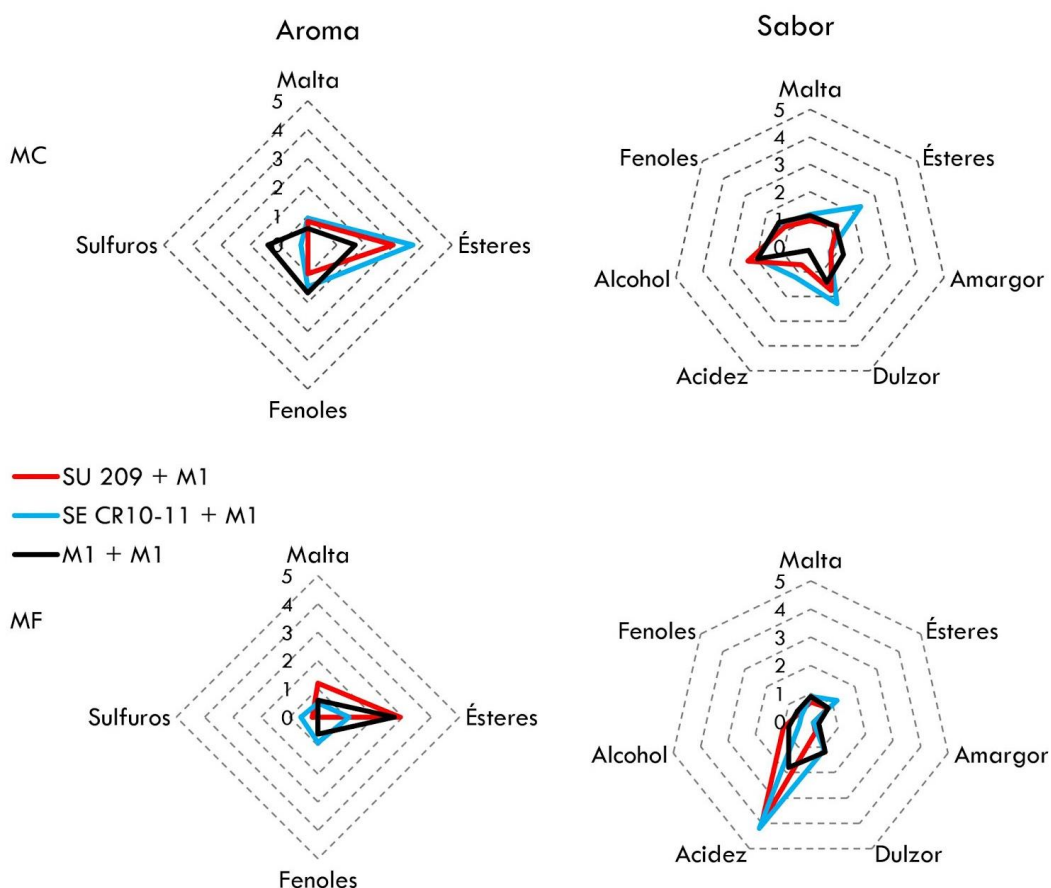 Aroma
Sabor
MC
Malta
5
4
3
2
1
0
Sulfuros
Ésteres
Fenoles
Malta
5
4
3
2
1
0
Fenoles
Ésteres
Alcohol
Amargor
Acidez
Dulzor
SU 209 + M1
SE CR10-11 + M1
M1 + M1
MF
Malta
5
4
3
2
1
0
Sulfuros
Ésteres
Fenoles
Malta
5
4
3
2
1
0
Fenoles
Ésteres
Alcohol
Amargor
Acidez
Dulzor